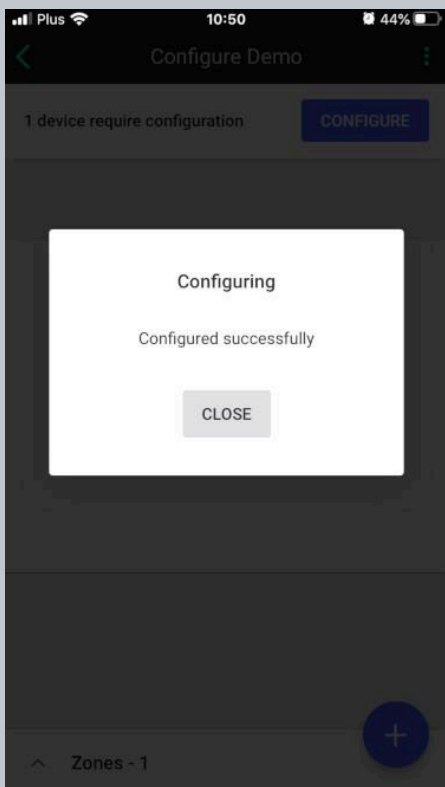 Plus 10:50 44%
Configure Demo
1 device require configuration CONFIGURE
Configuring
Configured successfully
CLOSE
Zones - 1